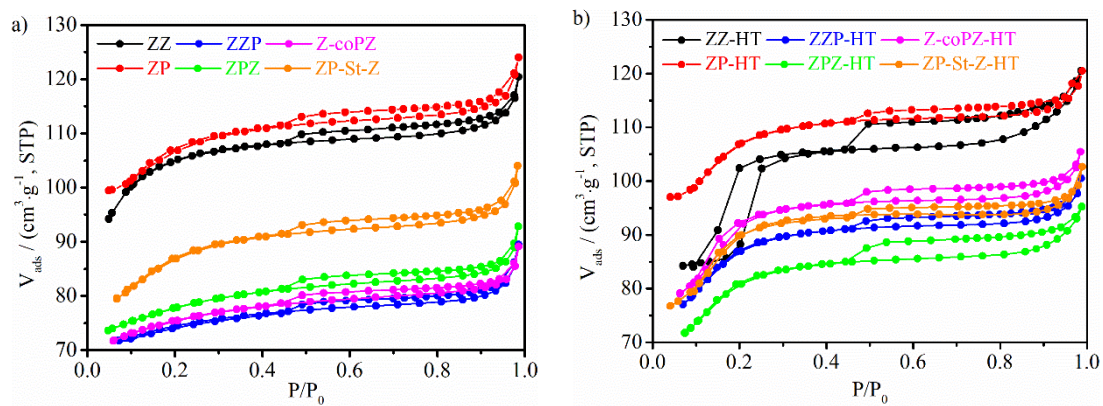 a)
130
120
110
100
90
80
70
V_ads / (cm³·g⁻¹, STP)
ZZ ZZP Z-coPZ
ZP ZPZ ZP-St-Z
0.0 0.2 0.4 0.6 0.8 1.0
P/P₀
b)
130
120
110
100
90
80
70
V_ads / (cm³·g⁻¹, STP)
ZZ-HT ZZP-HT Z-coPZ-HT
ZP-HT ZPZ-HT ZP-St-Z-HT
0.0 0.2 0.4 0.6 0.8 1.0
P/P₀